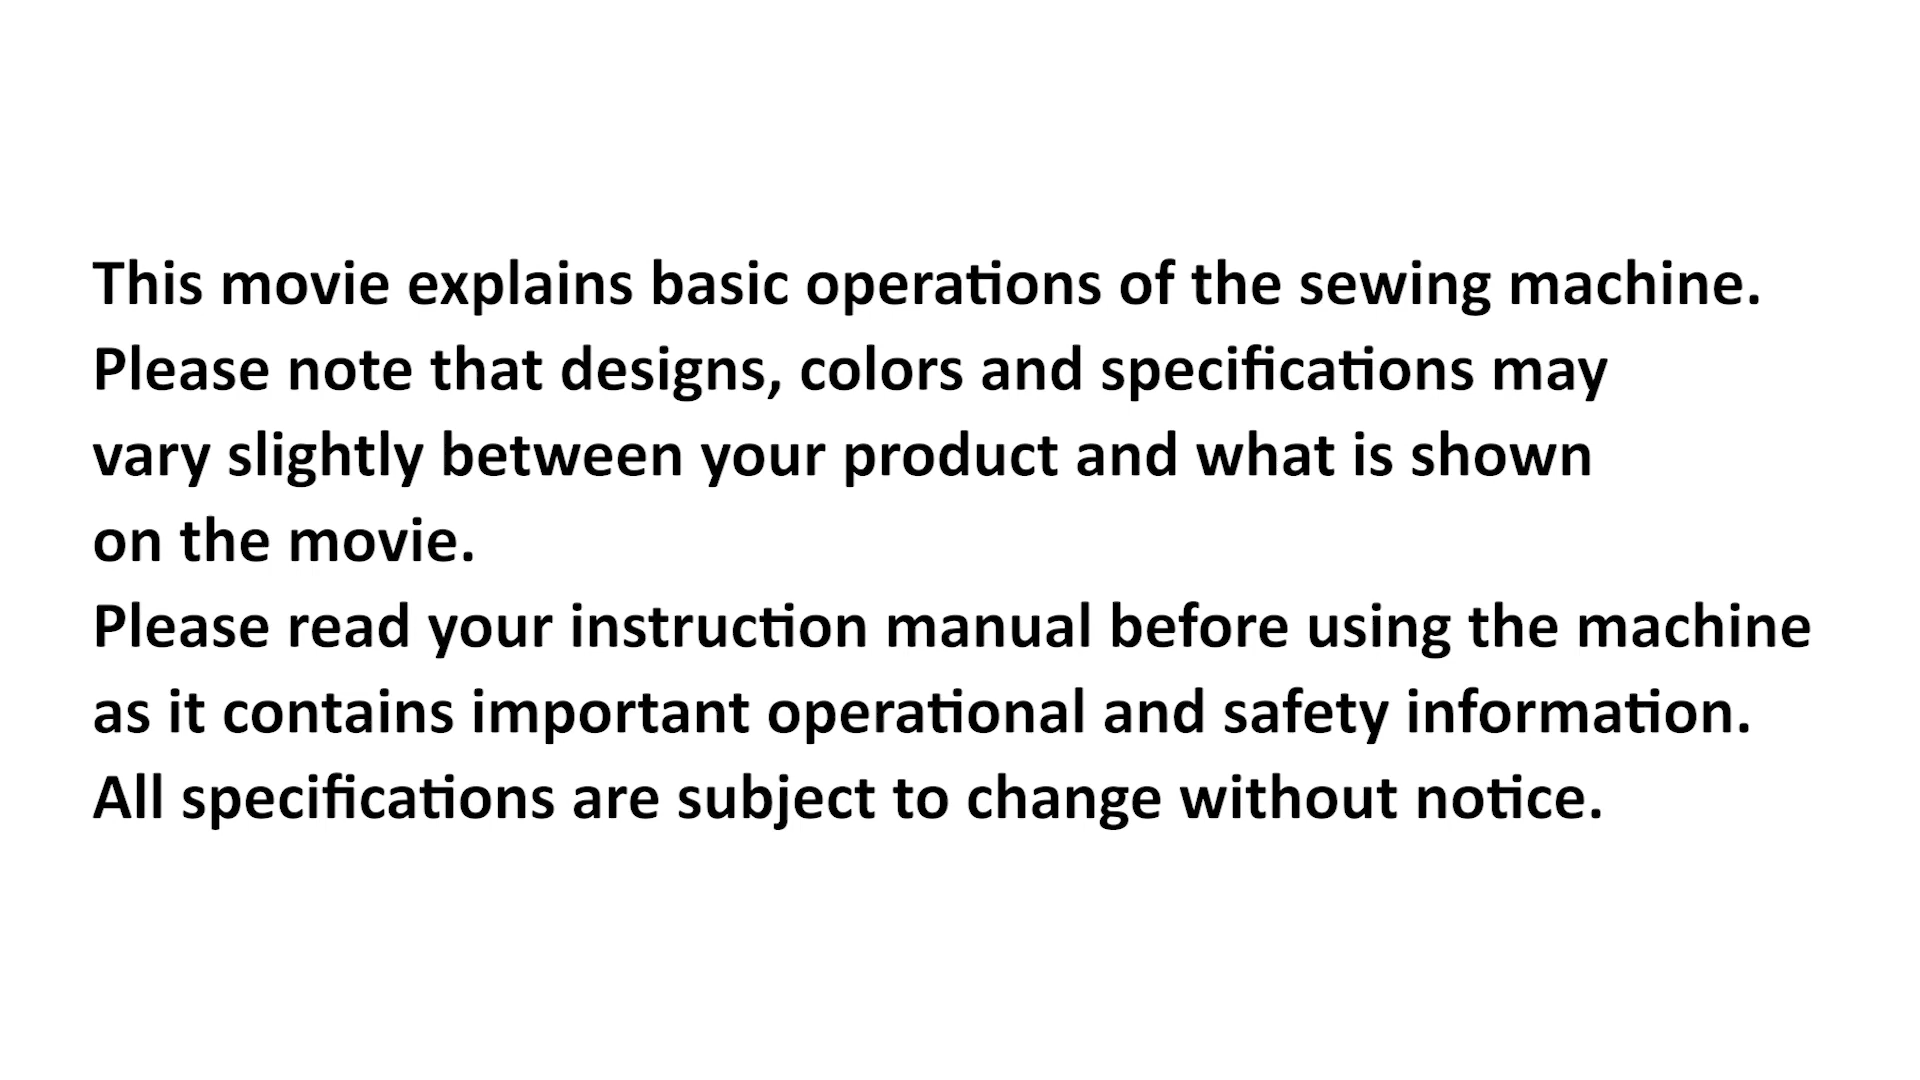 This movie explains basic operations of the sewing machine.
Please note that designs, colors and specifications may
vary slightly between your product and what is shown
on the movie.
Please read your instruction manual before using the machine
as it contains important operational and safety information.
All specifications are subject to change without notice.